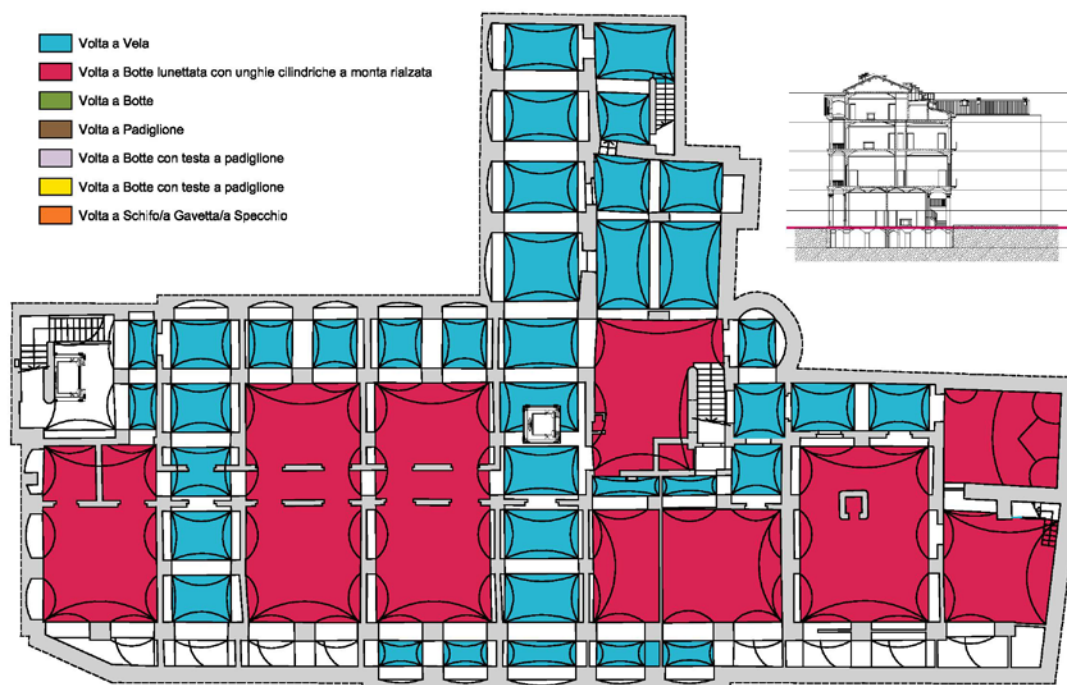 Volta a Vela
Volta a Botte lunettata con unghie cilindriche a monta rialzata
Volta a Botte
Volta a Padiglione
Volta a Botte con testa a padiglione
Volta a Botte con teste a padiglione
Volta a Schifo/a Gavetta/a Specchio